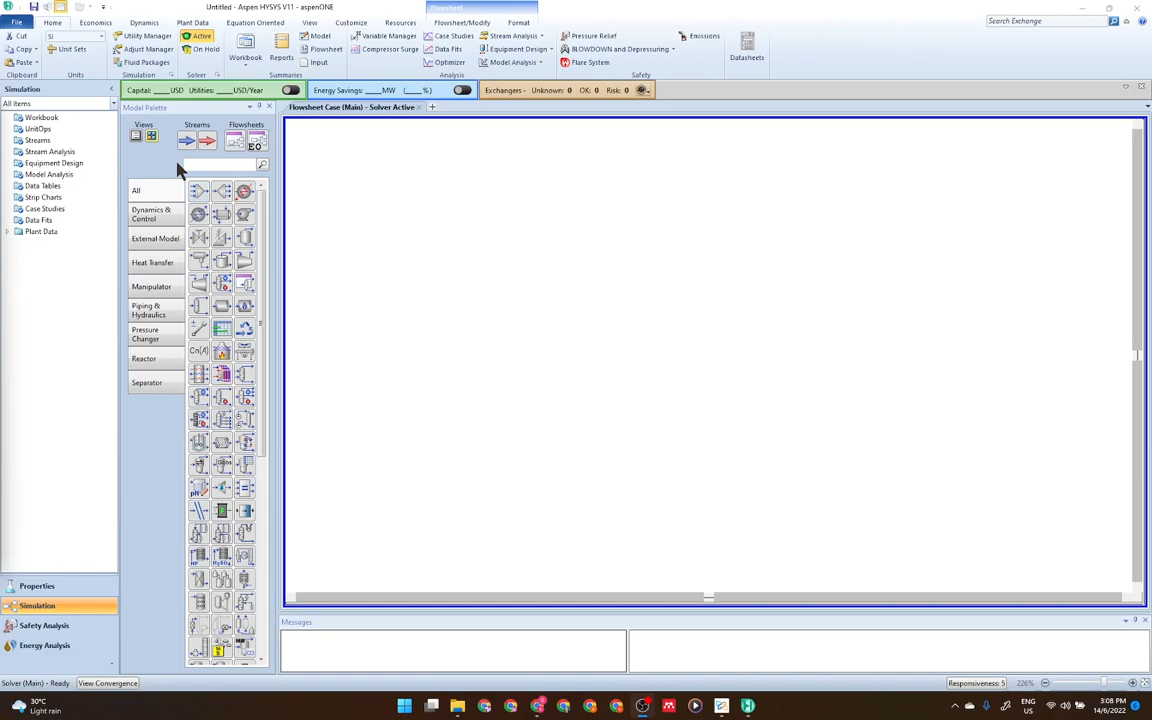 Untitled - Aspen HYSYS V11 - aspenONE
Flowsheet
File
Home
Economics
Dynamics
Plant Data
Equation Oriented
View
Customize
Resources
Flowsheet/Modify
Format
Search Exchange
Cut
Copy
Paste
Clipboard
SI
Unit Sets
Units
Utility Manager
Adjust Manager
Fluid Packages
Simulation
Active
On Hold
Solver
Workbook
Reports
Model
Flowsheet
Input
Summaries
Variable Manager
Compressor Surge
Case Studies
Data Fits
Optimizer
Stream Analysis
Equipment Design
Model Analysis
Analysis
Pressure Relief
BLOWDOWN and Depressuring
Flare System
Safety
Emissions
Datasheets
Simulation
Capital: ____USD Utilities: ____USD/Year
Energy Savings: ____MW (____%)
Exchangers - Unknown: 0 OK: 0 Risk: 0
All Items
Workbook
UnitOps
Streams
Stream Analysis
Equipment Design
Model Analysis
Data Tables
Strip Charts
Case Studies
Data Fits
Plant Data
Model Palette
Views
Streams
Flowsheets
EO
All
Dynamics &
Control
External Model
Heat Transfer
Manipulator
Piping &
Hydraulics
Pressure
Changer
Reactor
Separator
Cn(A)
pH
HF
H₂SO₄
Flowsheet Case (Main) - Solver Active
Properties
Simulation
Safety Analysis
Energy Analysis
Messages
Solver (Main) - Ready
View Convergence
Responsiveness: 5
226%
30°C
Light rain
ENG
US
3:08 PM
14/6/2022